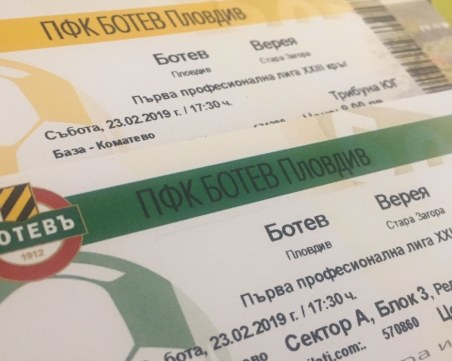 ПФК БОТЕВ Пловдив
Ботев Верея
Пловдив Стара Загора
Първа професионална лига XXIII кръг
Събота, 23.02.2019 г. / 17:30 ч.
Трибуна ЮГ
База - Коматево
ПФК БОТЕВ Пловдив
ОТЕВЪ
1912
Ботев Верея
Пловдив Стара Загора
Първа професионална лига
Събота, 23.02.2019 г. / 17:30 ч.
Сектор А, Блок 3,
570860